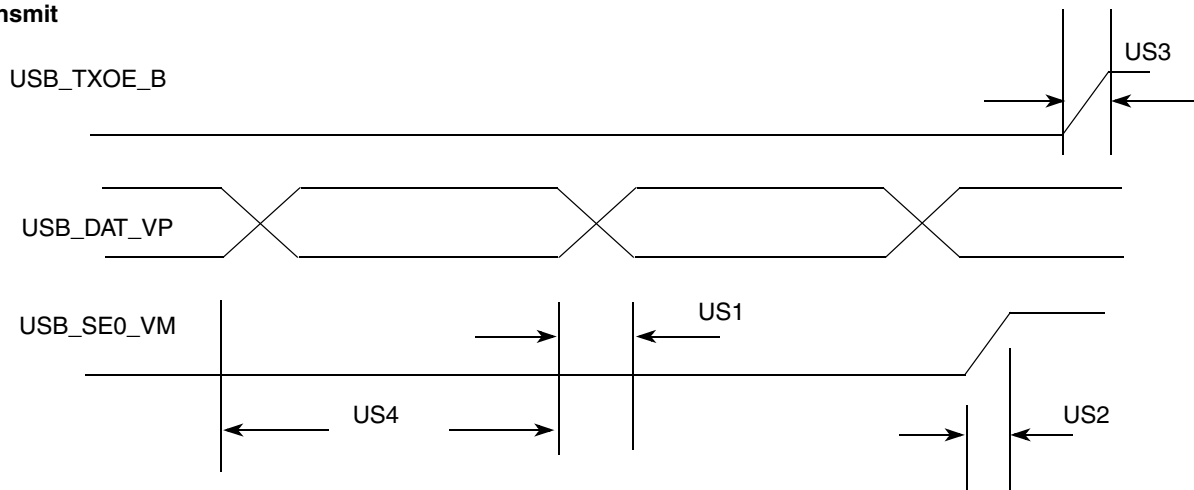 nsmit
US3
USB_TXOE_B
USB_DAT_VP
US1
USB_SE0_VM
US4
US2